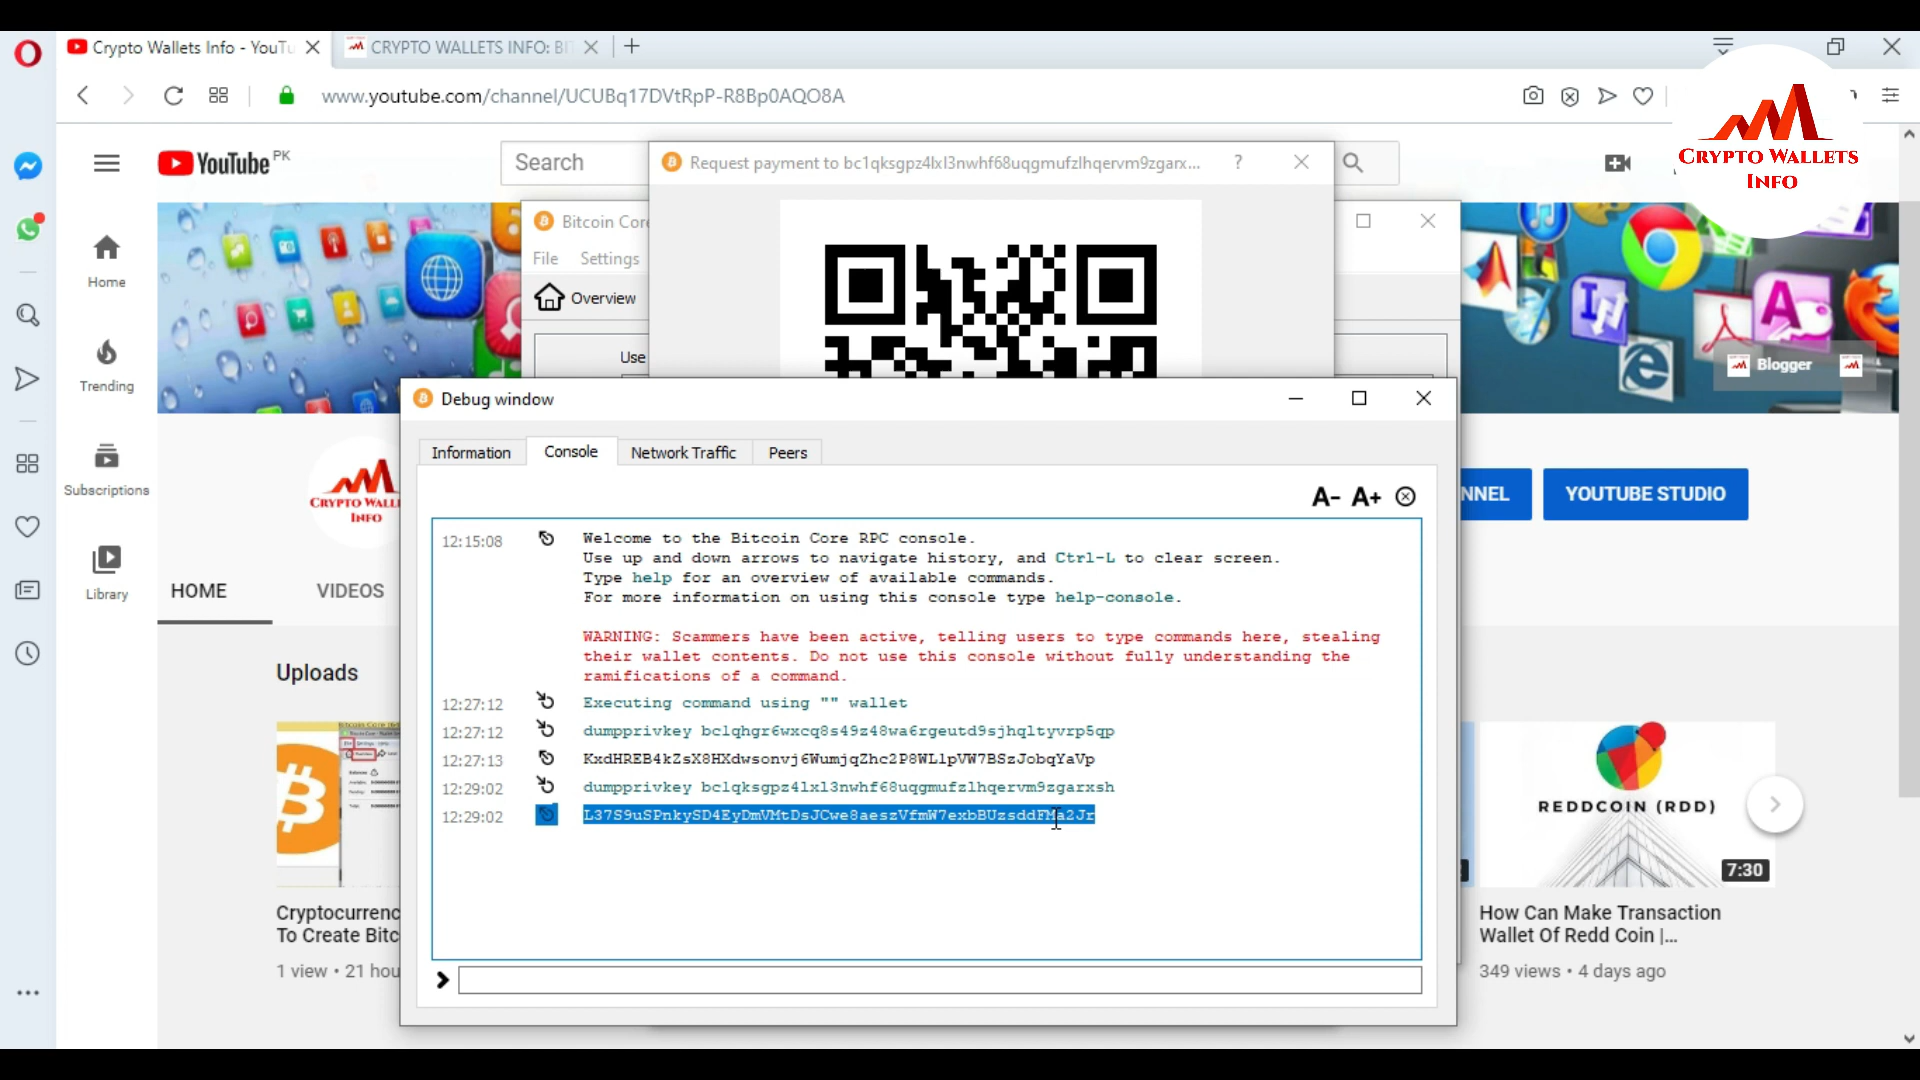 Crypto Wallets Info - YouTu
CRYPTO WALLETS INFO: BI
www.youtube.com/channel/UCUBq17DVtRpP-R8Bp0AQO8A
CRYPTO WALLETS
INFO
YouTube PK
Search
Request payment to bc1qksgpz4lxl3nwhf68uqgmufzlhqervm9zgarx...
?
Bitcoin Core
File Settings
Overview
Use
Home
Trending
Subscriptions
Library
Blogger
CRYPTO WALL
INFO
NNEL
YOUTUBE STUDIO
HOME VIDEOS
Uploads
Debug window
Information Console Network Traffic Peers
A- A+
12:15:08 Welcome to the Bitcoin Core RPC console.
Use up and down arrows to navigate history, and Ctrl-L to clear screen.
Type help for an overview of available commands.
For more information on using this console type help-console.
WARNING: Scammers have been active, telling users to type commands here, stealing
their wallet contents. Do not use this console without fully understanding the
ramifications of a command.
12:27:12 Executing command using "" wallet
12:27:12 dumpprivkey bc1qhgr6wxcq8s49z48wa6rgeutd9sjhqltyvrp5qp
12:27:13 KxdHREB4kZsX8HXdwsonvj6WumjqZhc2P8WL1pVW7BSzJobqYaVp
12:29:02 dumpprivkey bc1qksgpz4lxl3nwhf68uqgmufzlhqervm9zgarxsh
12:29:02 L37S9uSPnkySD4EyDmVMtDsJCwe8aeszVfmW7exbBUzsddFMa2Jr
Cryptocurrenc
To Create Bitc
1 view • 21 hou
REDDCOIN (RDD)
7:30
How Can Make Transaction
Wallet Of Redd Coin |...
349 views • 4 days ago